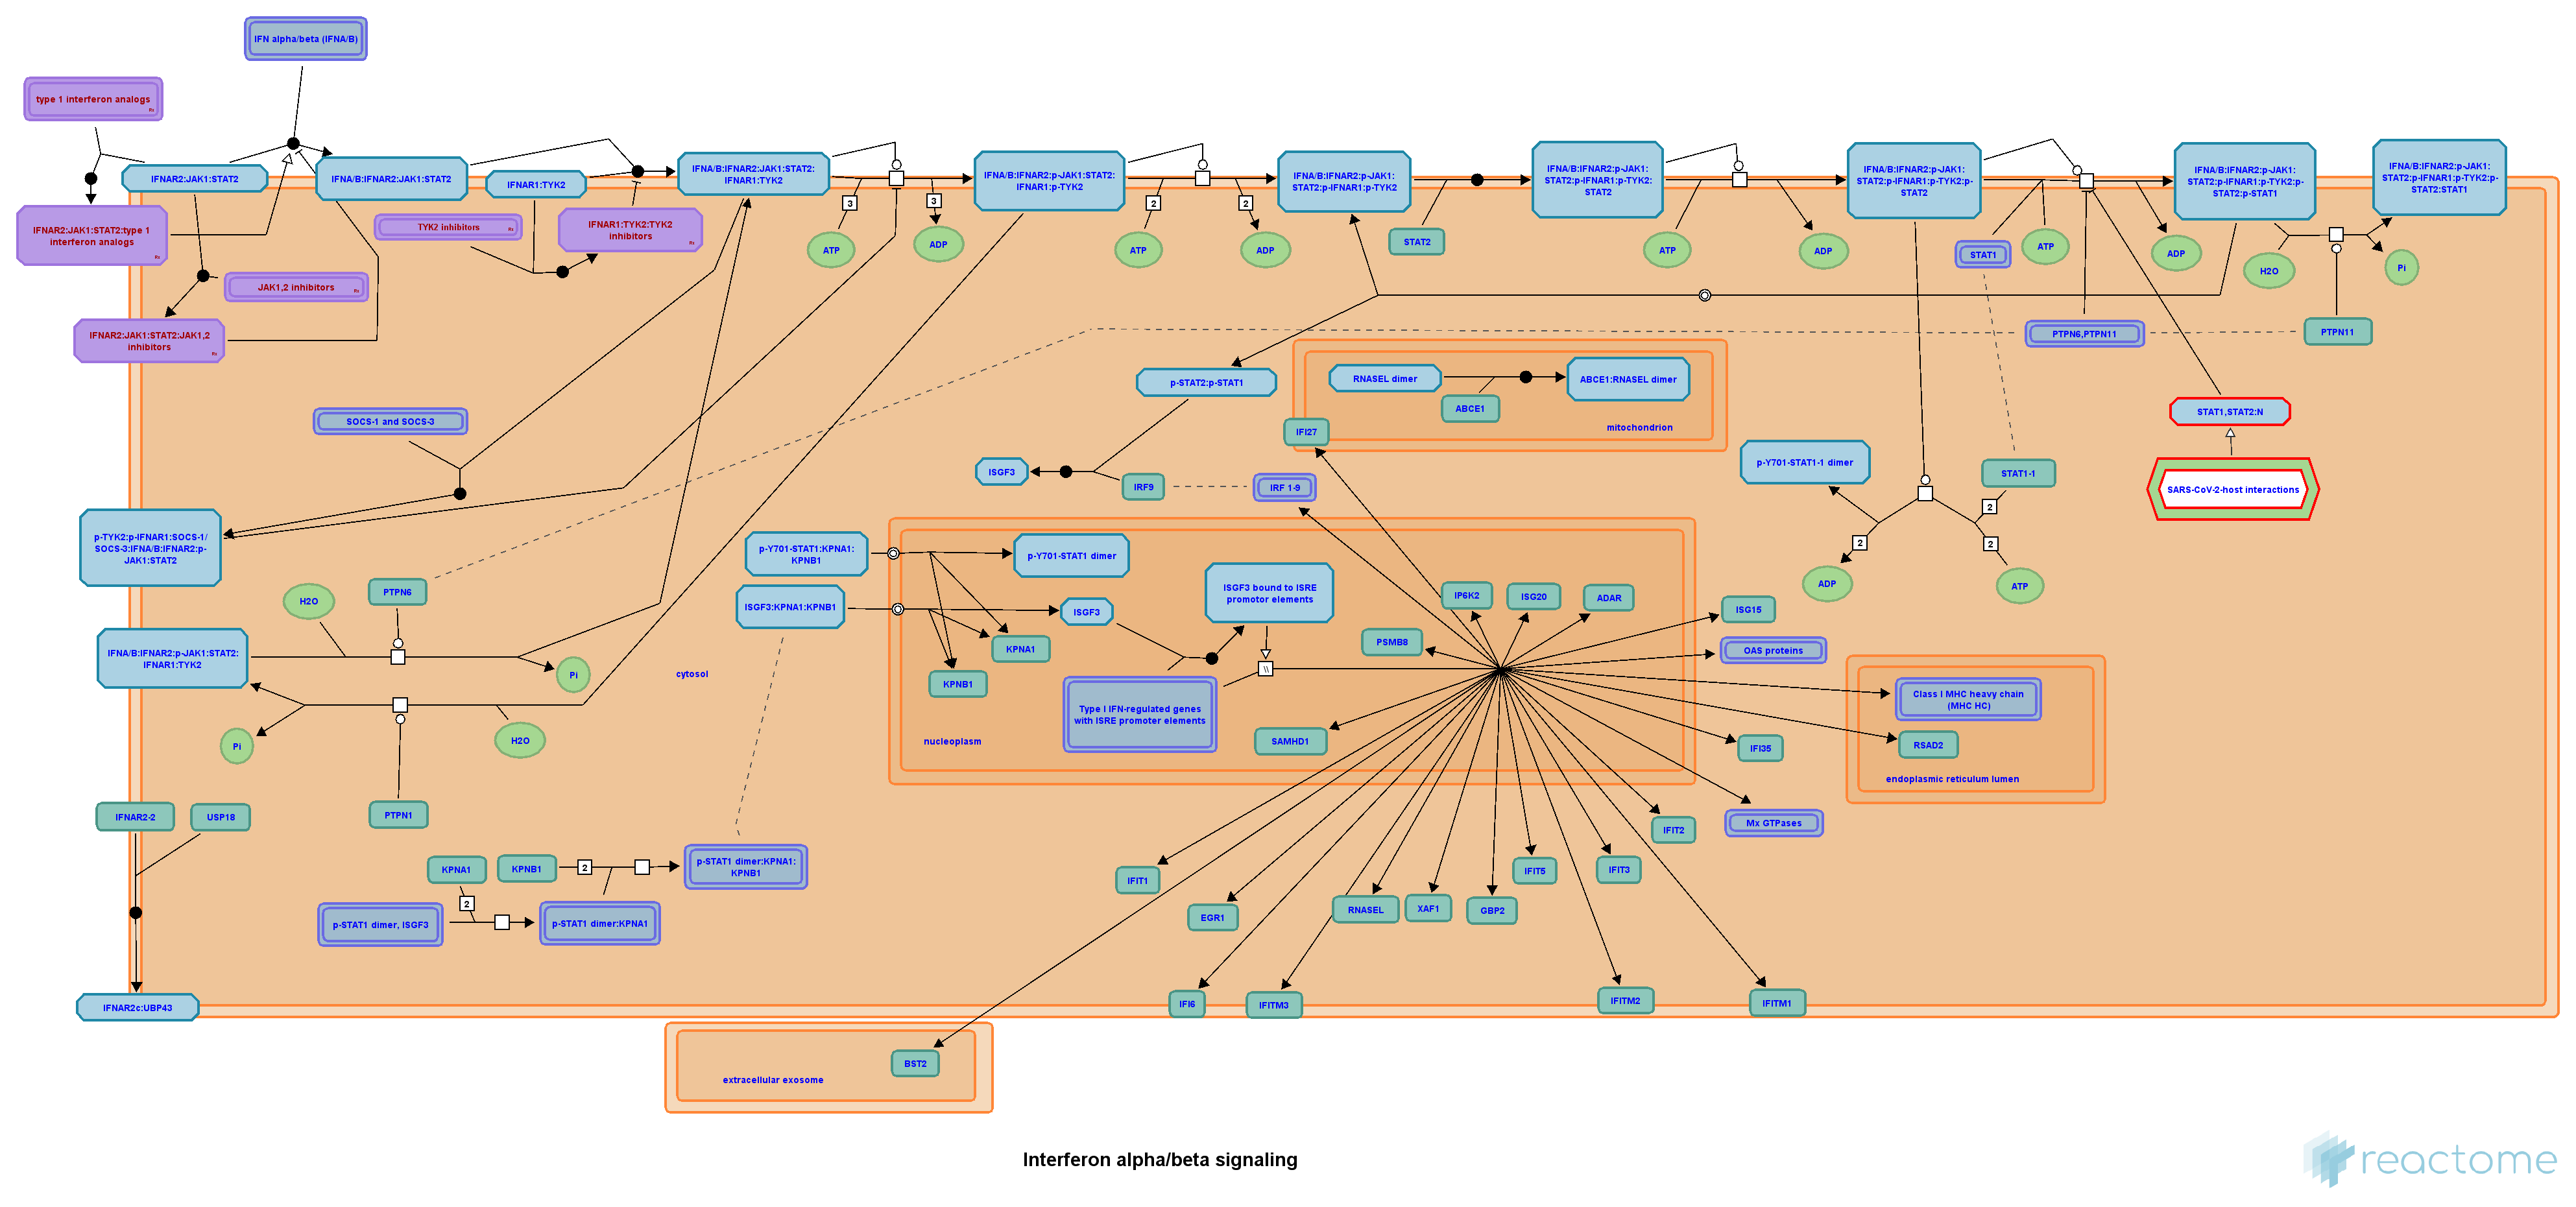 IFN alpha/beta (IFNA/B)
type 1 interferon analogs
Rx
IFNAR2:JAK1:STAT2
IFNA/B:IFNAR2:JAK1:STAT2
IFNAR1:TYK2
IFNA/B:IFNAR2:JAK1:STAT2:
IFNAR1:TYK2
IFNA/B:IFNAR2:p-JAK1:STAT2:
IFNAR1:p-TYK2
IFNA/B:IFNAR2:p-JAK1:
STAT2:p-IFNAR1:p-TYK2
IFNA/B:IFNAR2:p-JAK1:
STAT2:p-IFNAR1:p-TYK2:
STAT2
IFNA/B:IFNAR2:p-JAK1:
STAT2:p-IFNAR1:p-TYK2:p-
STAT2
IFNA/B:IFNAR2:p-JAK1:
STAT2:p-IFNAR1:p-TYK2:p-
STAT2:p-STAT1
IFNA/B:IFNAR2:p-JAK1:
STAT2:p-IFNAR1:p-TYK2:p-
STAT2:STAT1
IFNAR2:JAK1:STAT2:type 1
interferon analogs
Rx
TYK2 inhibitors
Rx
IFNAR1:TYK2:TYK2
inhibitors
Rx
3
3
ATP
ADP
2
2
ATP
ADP
STAT2
ATP
ADP
STAT1
ATP
ADP
H2O
Pi
JAK1,2 inhibitors
Rx
IFNAR2:JAK1:STAT2:JAK1,2
inhibitors
Rx
PTPN6,PTPN11
PTPN11
p-STAT2:p-STAT1
RNASEL dimer
ABCE1:RNASEL dimer
ABCE1
mitochondrion
IFI27
SOCS-1 and SOCS-3
STAT1,STAT2:N
ISGF3
IRF9
IRF 1-9
p-Y701-STAT1-1 dimer
STAT1-1
SARS-CoV-2-host interactions
2
2
2
ADP
ATP
p-TYK2:p-IFNAR1:SOCS-1/
SOCS-3:IFNA/B:IFNAR2:p-
JAK1:STAT2
p-Y701-STAT1:KPNA1:
KPNB1
p-Y701-STAT1 dimer
ISGF3:KPNA1:KPNB1
ISGF3
ISGF3 bound to ISRE
promotor elements
IP6K2
ISG20
ADAR
ISG15
H2O
PTPN6
KPNA1
KPNB1
PSMB8
OAS proteins
IFNA/B:IFNAR2:p-JAK1:STAT2:
IFNAR1:TYK2
Pi
cytosol
\\
Type I IFN-regulated genes
with ISRE promoter elements
nucleoplasm
SAMHD1
IFI35
Class I MHC heavy chain
(MHC HC)
RSAD2
endoplasmic reticulum lumen
Pi
H2O
PTPN1
IFNAR2-2
USP18
Mx GTPases
IFIT2
IFIT3
IFIT5
KPNA1
KPNB1
2
p-STAT1 dimer:KPNA1:
KPNB1
2
p-STAT1 dimer, ISGF3
p-STAT1 dimer:KPNA1
IFIT1
EGR1
RNASEL
XAF1
GBP2
IFNAR2c:UBP43
IFI6
IFITM3
IFITM2
IFITM1
BST2
extracellular exosome
Interferon alpha/beta signaling
reactome